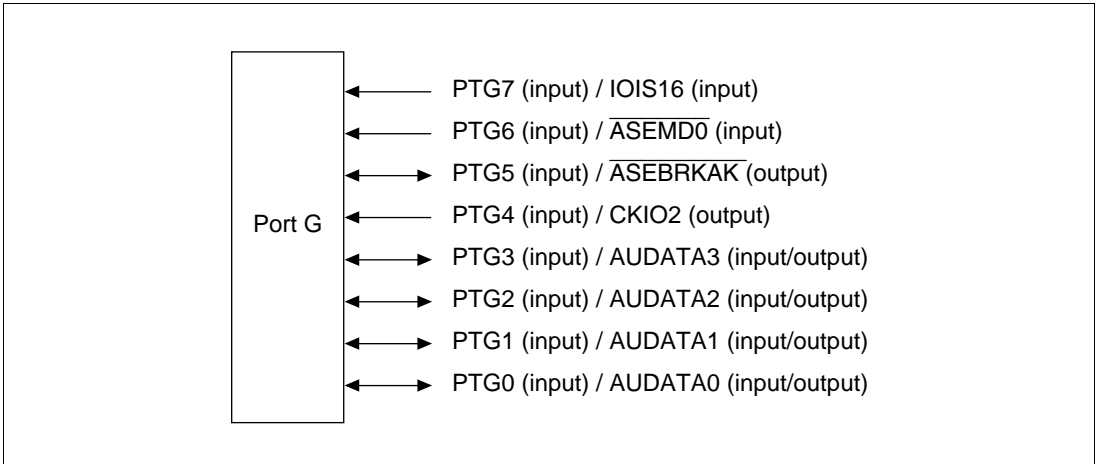 PTG7 (input) / IOIS16 (input)
PTG6 (input) / ASEMD0 (input)
PTG5 (input) / ASEBRKAK (output)
Port G
PTG4 (input) / CKIO2 (output)
PTG3 (input) / AUDATA3 (input/output)
PTG2 (input) / AUDATA2 (input/output)
PTG1 (input) / AUDATA1 (input/output)
PTG0 (input) / AUDATA0 (input/output)